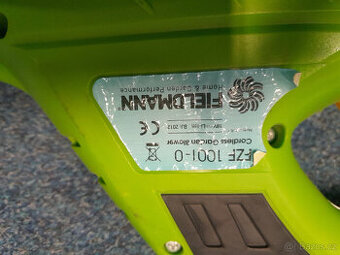 FIELDMANN
Home & Garden Performance
FZF 1001-0
Cordless Garden Blower
CE